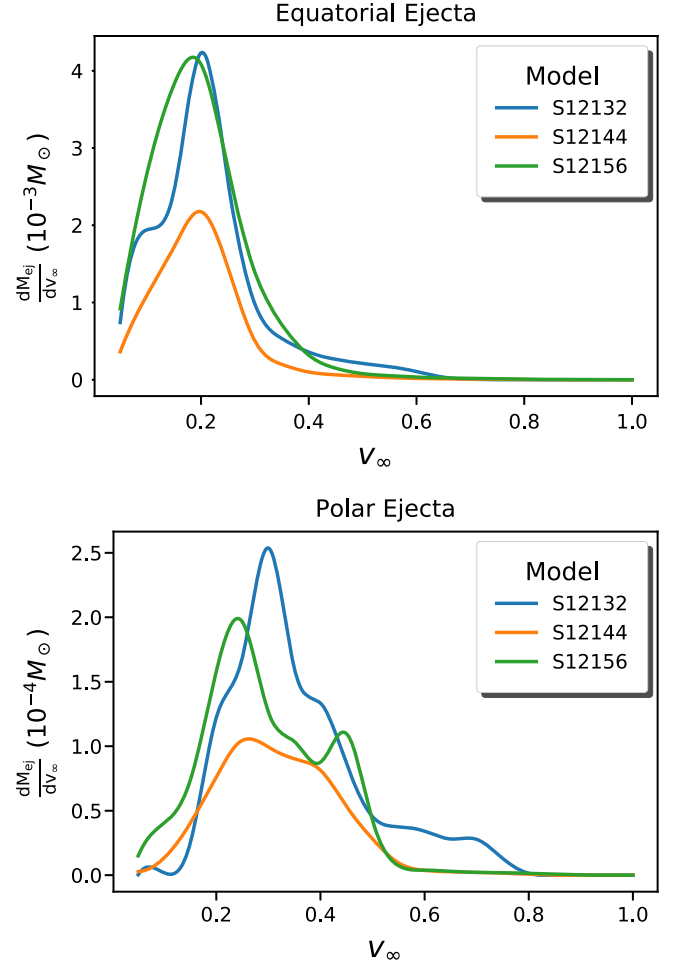 Equatorial Ejecta
Model
S12132
S12144
S12156
dM_ej/dv_∞ (10^-3 M_⊙)
4
3
2
1
0
0.2 0.4 0.6 0.8 1.0
v_∞
Polar Ejecta
Model
S12132
S12144
S12156
dM_ej/dv_∞ (10^-4 M_⊙)
2.5
2.0
1.5
1.0
0.5
0.0
0.2 0.4 0.6 0.8 1.0
v_∞